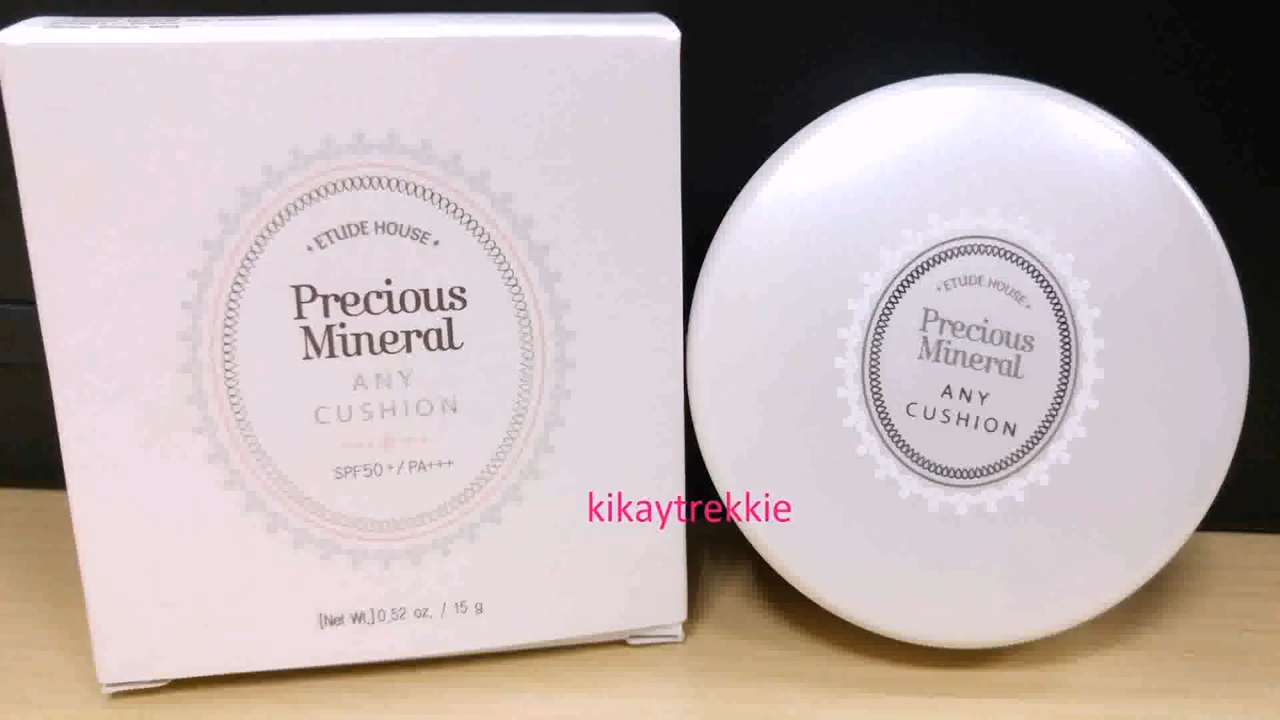 ETUDE HOUSE
Precious
Mineral
ANY
CUSHION
SPF50+/PA+++
[Net Wt.]0.52 oz. / 15 g
ETUDE HOUSE
Precious
Mineral
ANY
CUSHION
kikaytrekkie